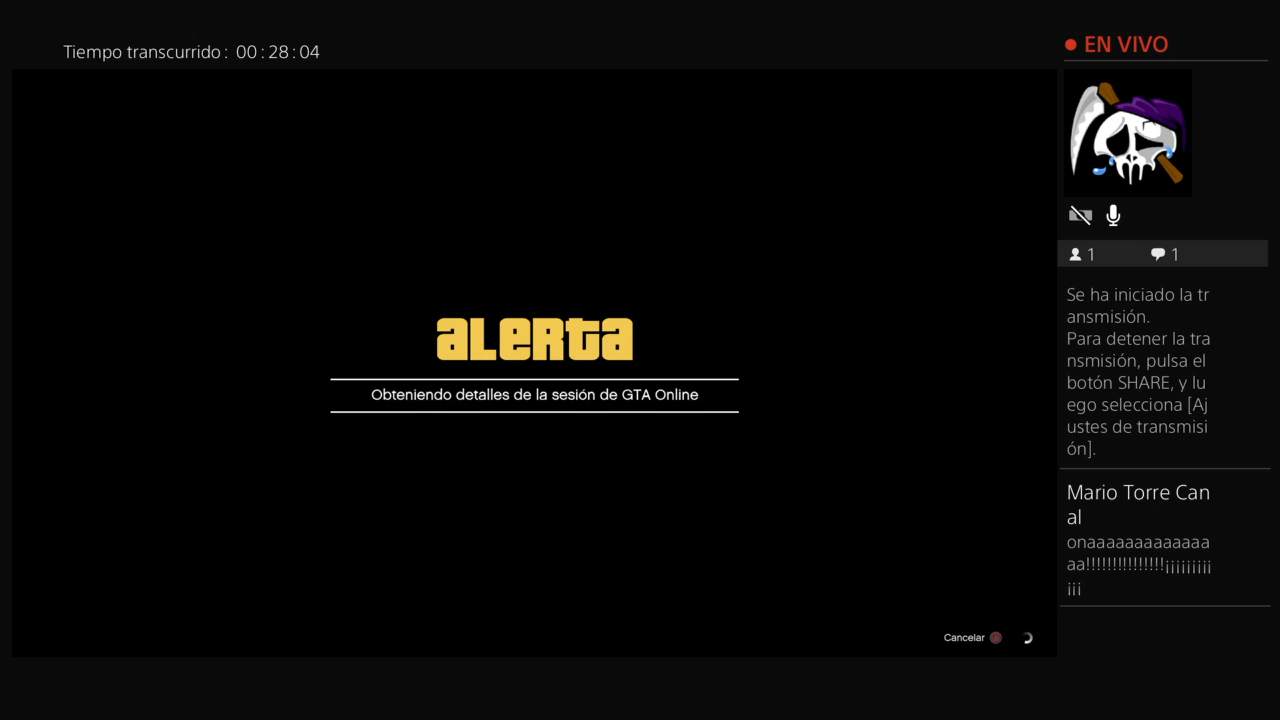 Tiempo transcurrido : 00 : 28 : 04
EN VIVO
1 1
alerta
Obteniendo detalles de la sesión de GTA Online
Cancelar
Se ha iniciado la tr
ansmisión.
Para detener la tra
nsmisión, pulsa el
botón SHARE, y lu
ego selecciona [Aj
ustes de transmisi
ón].
Mario Torre Can
al
onaaaaaaaaaaaaa
aa!!!!!!!!!!!!!!!¡¡¡¡¡¡¡¡¡
¡¡¡